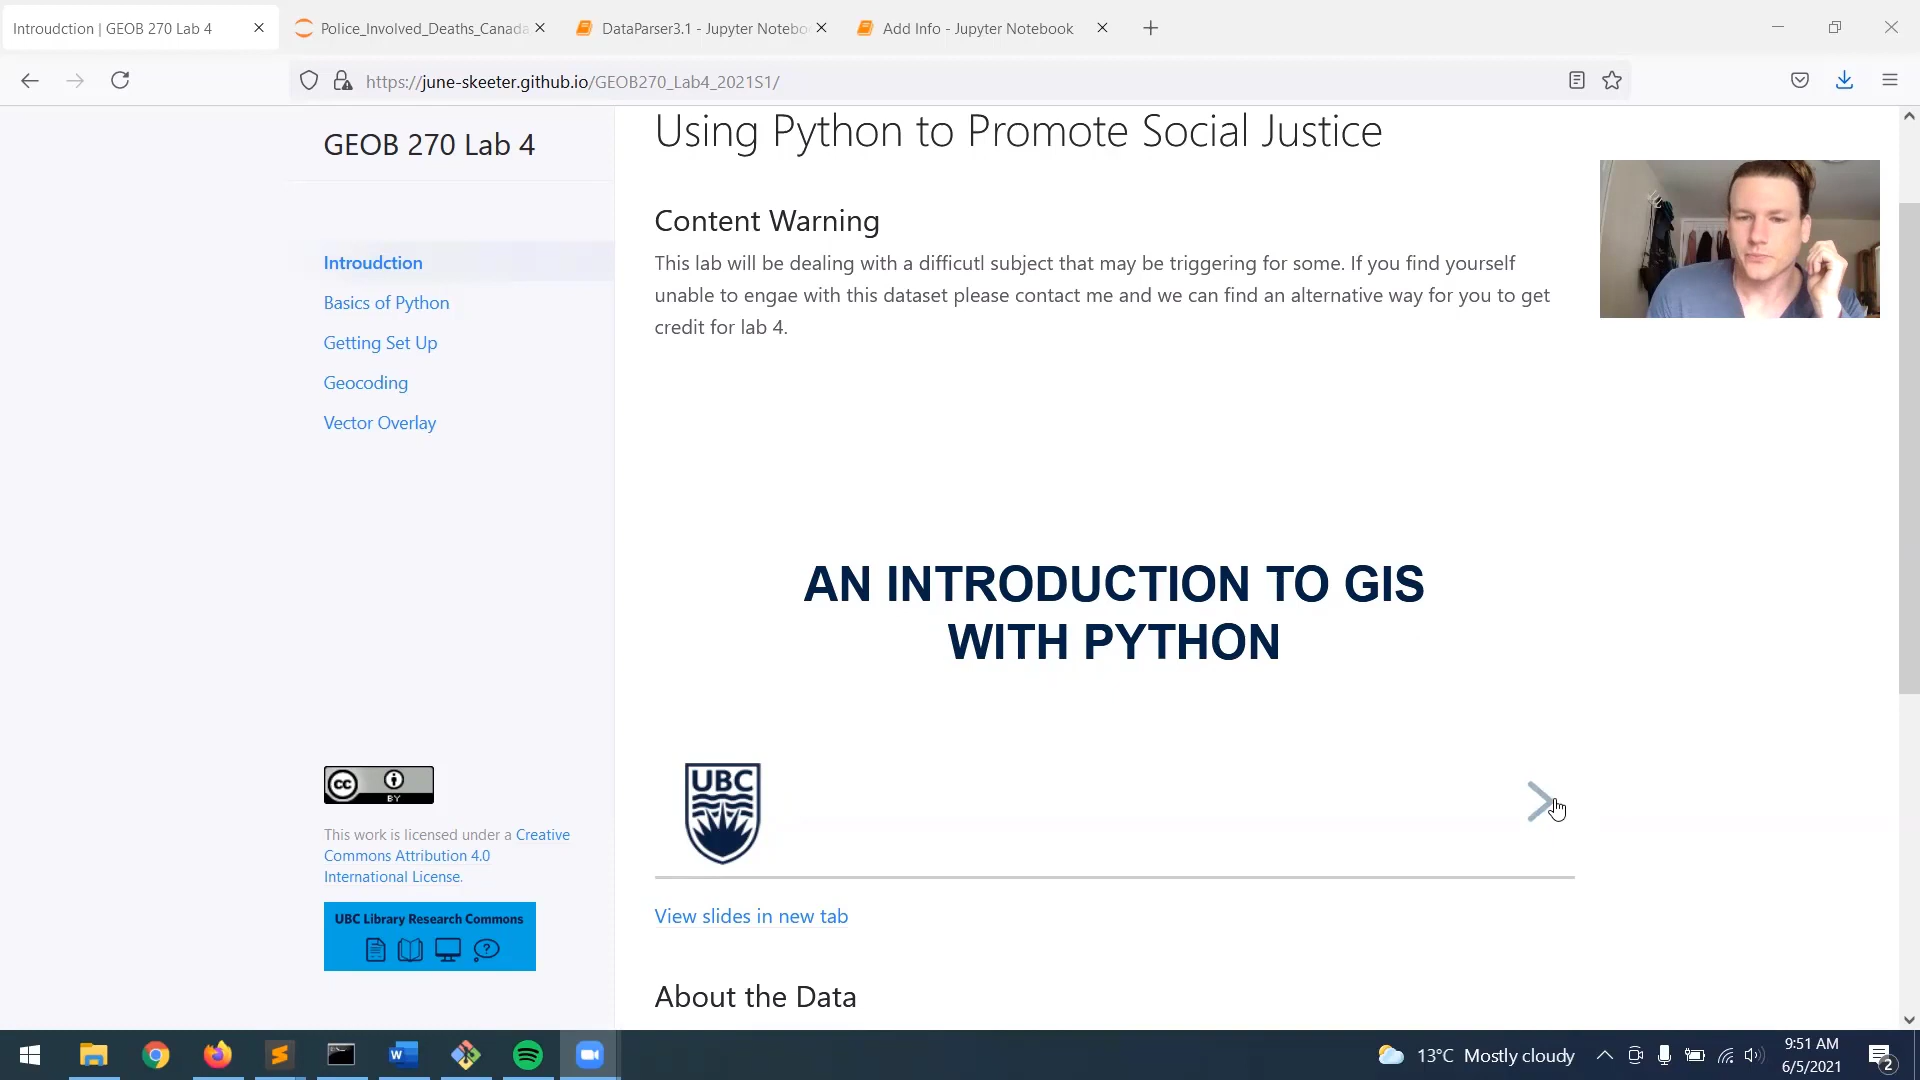 Introudction | GEOB 270 Lab 4
Police_Involved_Deaths_Canada
DataParser3.1 - Jupyter Notebo
Add Info - Jupyter Notebook
https://june-skeeter.github.io/GEOB270_Lab4_2021S1/
GEOB 270 Lab 4
Introudction
Basics of Python
Getting Set Up
Geocoding
Vector Overlay
CC
BY
This work is licensed under a Creative
Commons Attribution 4.0
International License.
UBC Library Research Commons
Using Python to Promote Social Justice
Content Warning
This lab will be dealing with a difficutl subject that may be triggering for some. If you find yourself
unable to engae with this dataset please contact me and we can find an alternative way for you to get
credit for lab 4.
AN INTRODUCTION TO GIS
WITH PYTHON
UBC
View slides in new tab
About the Data
13°C Mostly cloudy
9:51 AM
6/5/2021
2